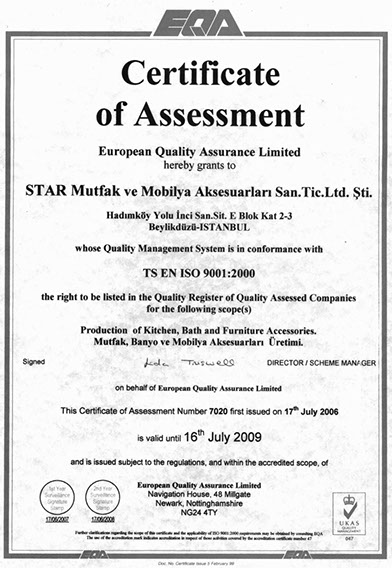 EQA
Certificate
of Assessment
European Quality Assurance Limited
hereby grants to
STAR Mutfak ve Mobilya Aksesuarları San.Tic.Ltd. Şti.
Hadımköy Yolu İnci San.Sit. E Blok Kat 2-3
Beylikdüzü-ISTANBUL
whose Quality Management System is in conformance with
TS EN ISO 9001:2000
the right to be listed in the Quality Register of Quality Assessed Companies
for the following scope(s)
Production of Kitchen, Bath and Furniture Accessories.
Mutfak, Banyo ve Mobilya Aksesuarları Üretimi.
Signed
DIRECTOR / SCHEME MANAGER
on behalf of European Quality Assurance Limited
This Certificate of Assessment Number 7020 first issued on 17th July 2006
is valid until 16th July 2009
and is issued subject to the regulations, and within the accredited scope, of
1st Year
Surveillance
Signature
Stamp
17/06/2007
2nd Year
Surveillance
Signature
Stamp
17/06/2008
European Quality Assurance Limited
Navigation House, 48 Millgate
Newark, Nottinghamshire
NG24 4TY
UKAS
QUALITY
MANAGEMENT
047
Further clarifications regarding the scope of this certificate and the applicability of ISO 9001:2000 requirements may be obtained by consulting EQA
The use of the accreditation mark indicates accreditation in respect of those activities covered by the accreditation certificate number 47
EQA
Doc. No. Certificate Issue 3 February